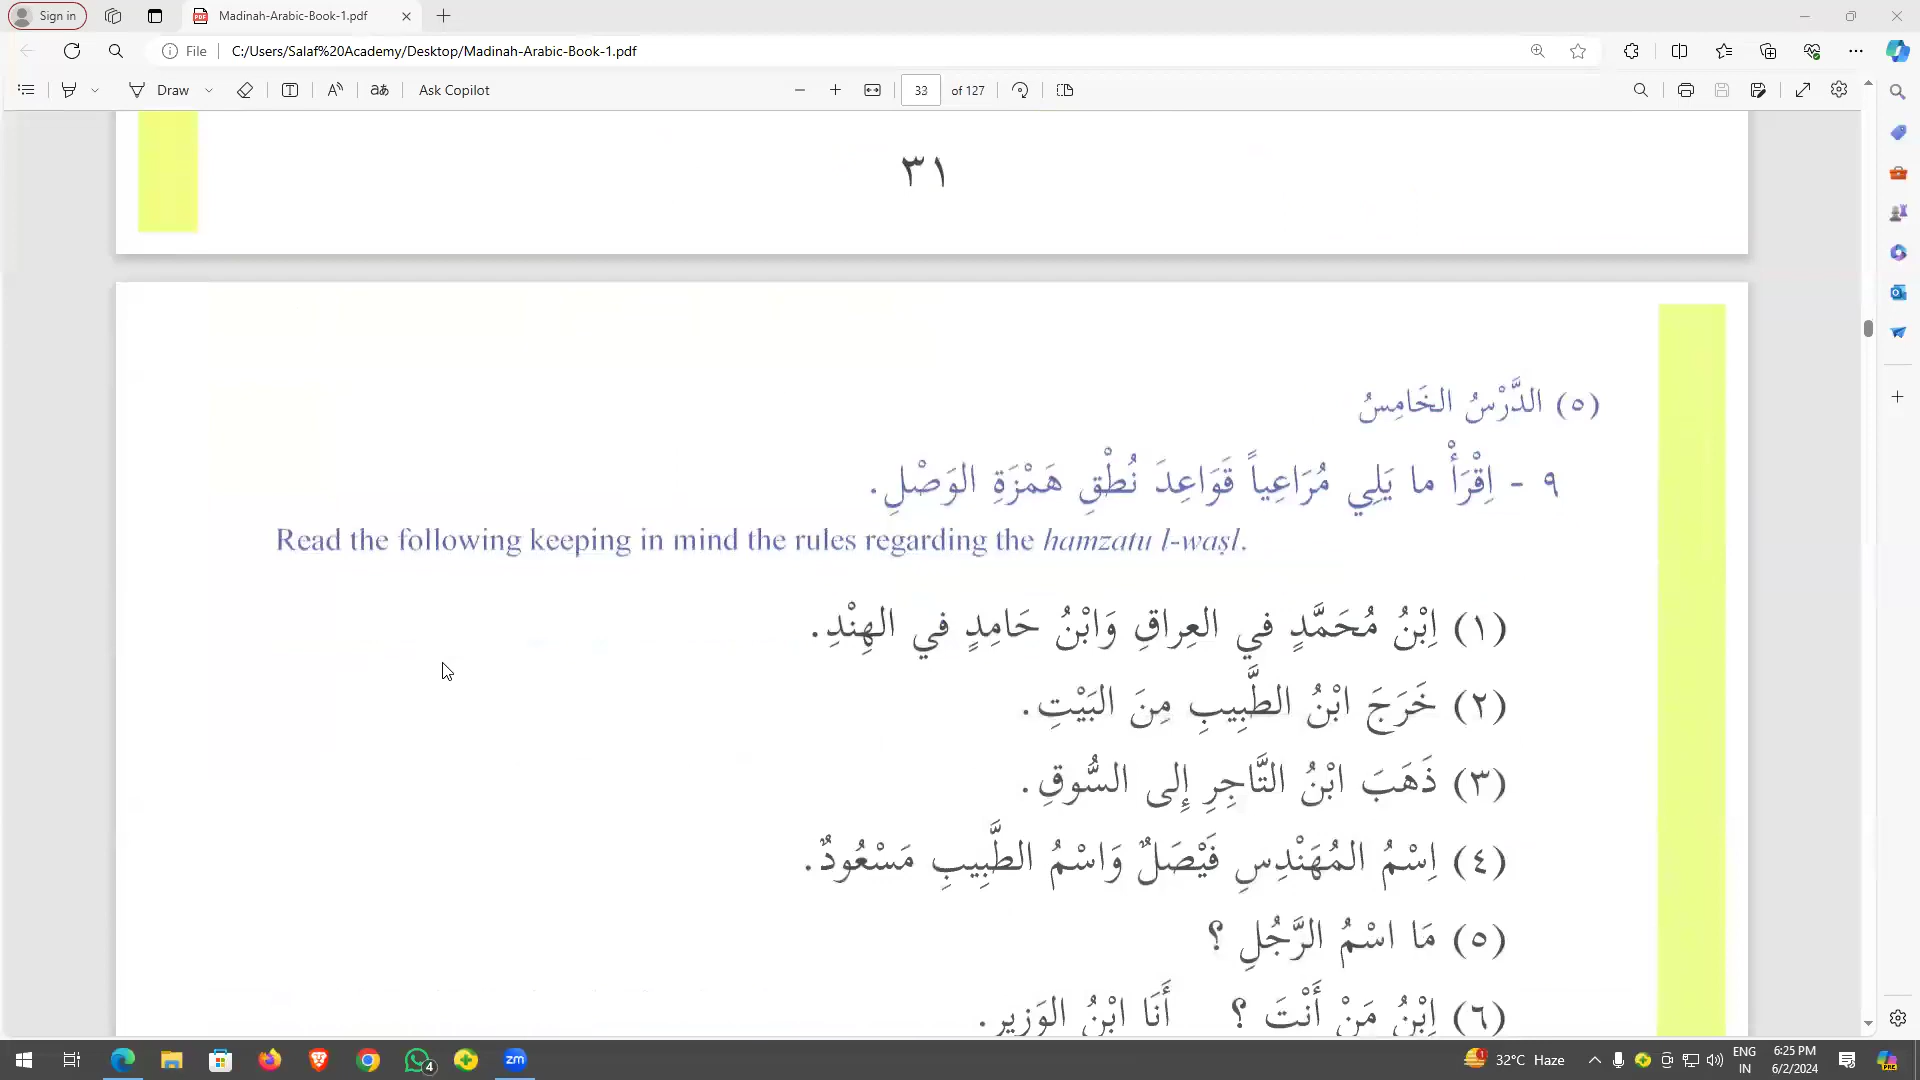 Sign in
Madinah-Arabic-Book-1.pdf
File
C:/Users/Salaf%20Academy/Desktop/Madinah-Arabic-Book-1.pdf
Draw
Ask Copilot
33 of 127
٣١
(٥) الدَّرْسُ الخَامِسُ
٩ - اِقْرَأْ ما يَلِي مُرَاعِياً قَوَاعِدَ نُطْقِ هَمْزَةِ الوَصْلِ.
Read the following keeping in mind the rules regarding the hamzatu l-waṣl.
(١) اِبْنُ مُحَمَّدٍ في العِراقِ وَابْنُ حَامِدٍ في الهِنْدِ.
(٢) خَرَجَ ابْنُ الطَّبِيبِ مِنَ البَيْتِ.
(٣) ذَهَبَ ابْنُ التَّاجِرِ إِلى السُّوقِ.
(٤) اِسْمُ المُهَنْدِسِ فَيْصَلٌ وَاسْمُ الطَّبِيبِ مَسْعُودٌ.
(٥) مَا اسْمُ الرَّجُلِ ؟
(٦) اِبْنُ مَنْ أَنْتَ ؟ أَنَا ابْنُ الوَزِيرِ.
4
zm
32°C Haze
ENG
IN
6:25 PM
6/2/2024